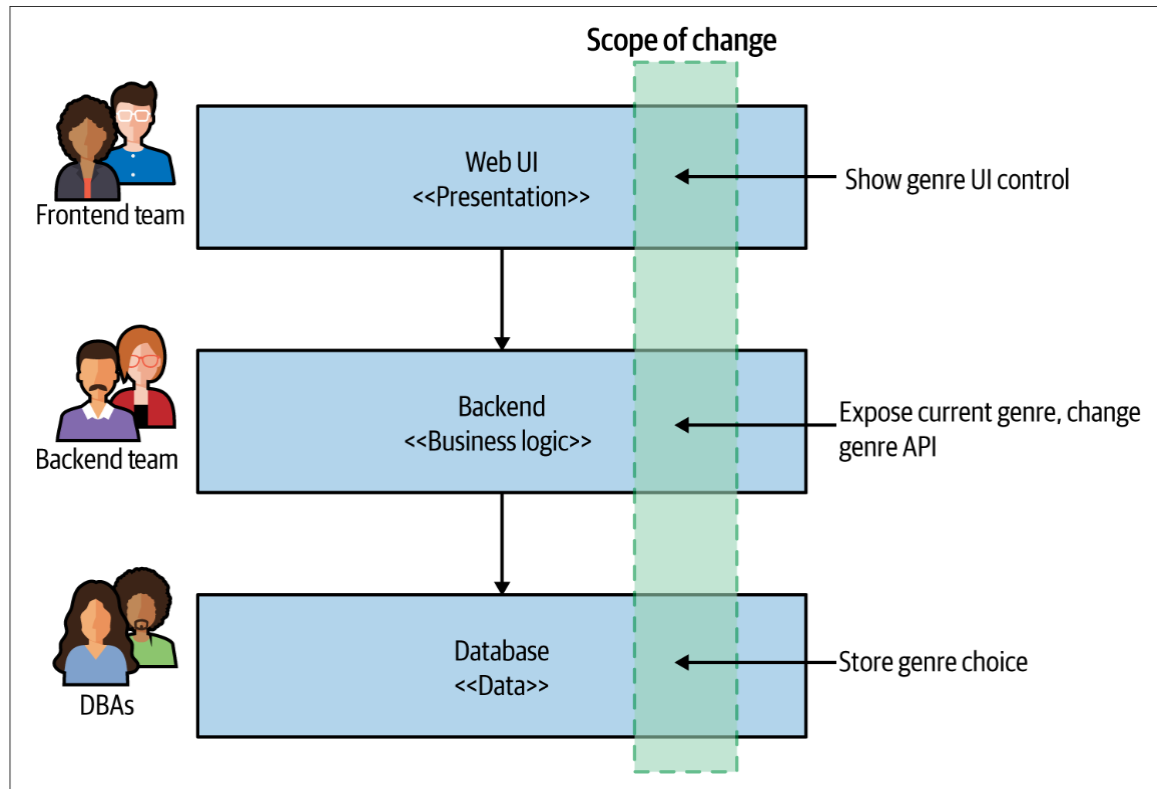 Scope of change
Frontend team
Web UI
<<Presentation>>
Show genre UI control
Backend team
Backend
<<Business logic>>
Expose current genre, change
genre API
DBAs
Database
<<Data>>
Store genre choice